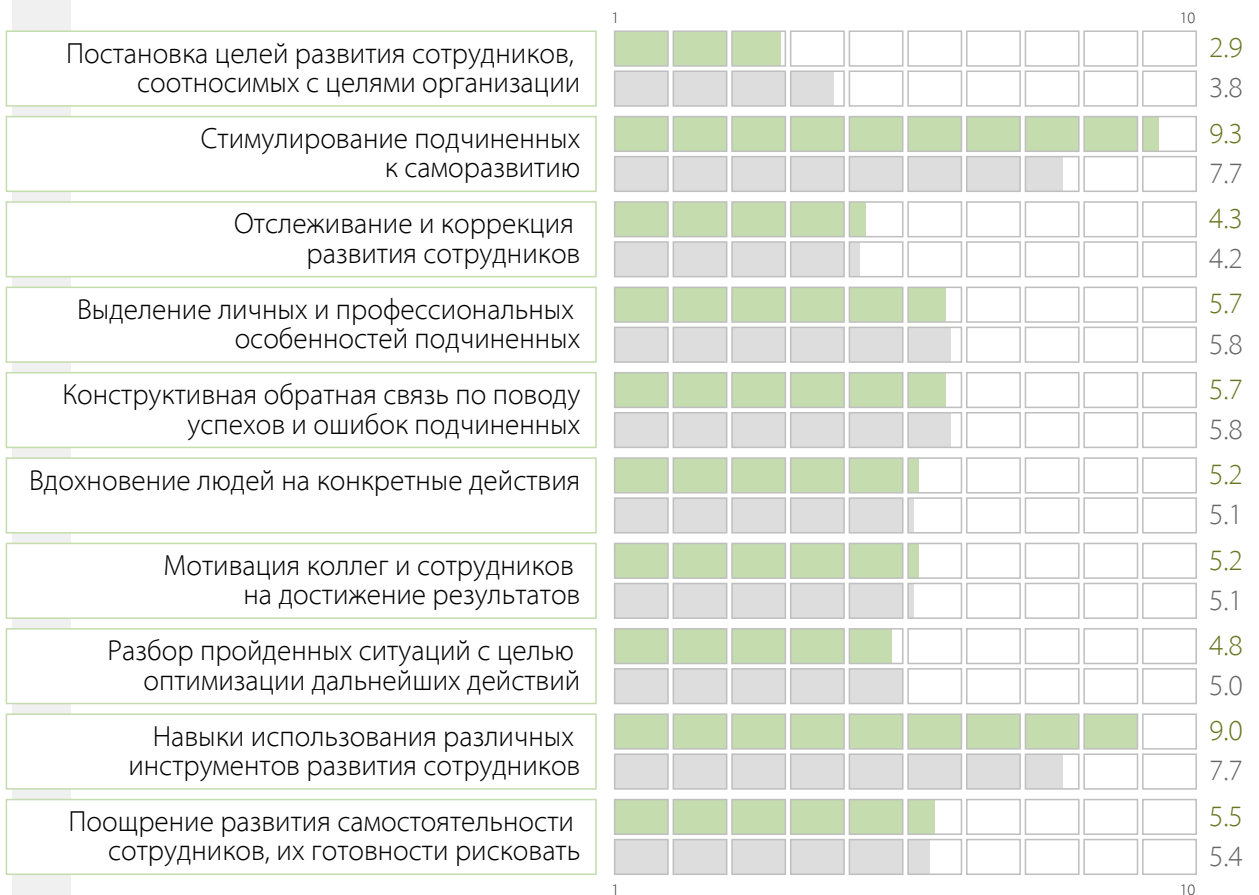 1 10
Постановка целей развития сотрудников,
соотносимых с целями организации
2.9
3.8
Стимулирование подчиненных
к саморазвитию
9.3
7.7
Отслеживание и коррекция
развития сотрудников
4.3
4.2
Выделение личных и профессиональных
особенностей подчиненных
5.7
5.8
Конструктивная обратная связь по поводу
успехов и ошибок подчиненных
5.7
5.8
Вдохновение людей на конкретные действия
5.2
5.1
Мотивация коллег и сотрудников
на достижение результатов
5.2
5.1
Разбор пройденных ситуаций с целью
оптимизации дальнейших действий
4.8
5.0
Навыки использования различных
инструментов развития сотрудников
9.0
7.7
Поощрение развития самостоятельности
сотрудников, их готовности рисковать
5.5
5.4
1 10